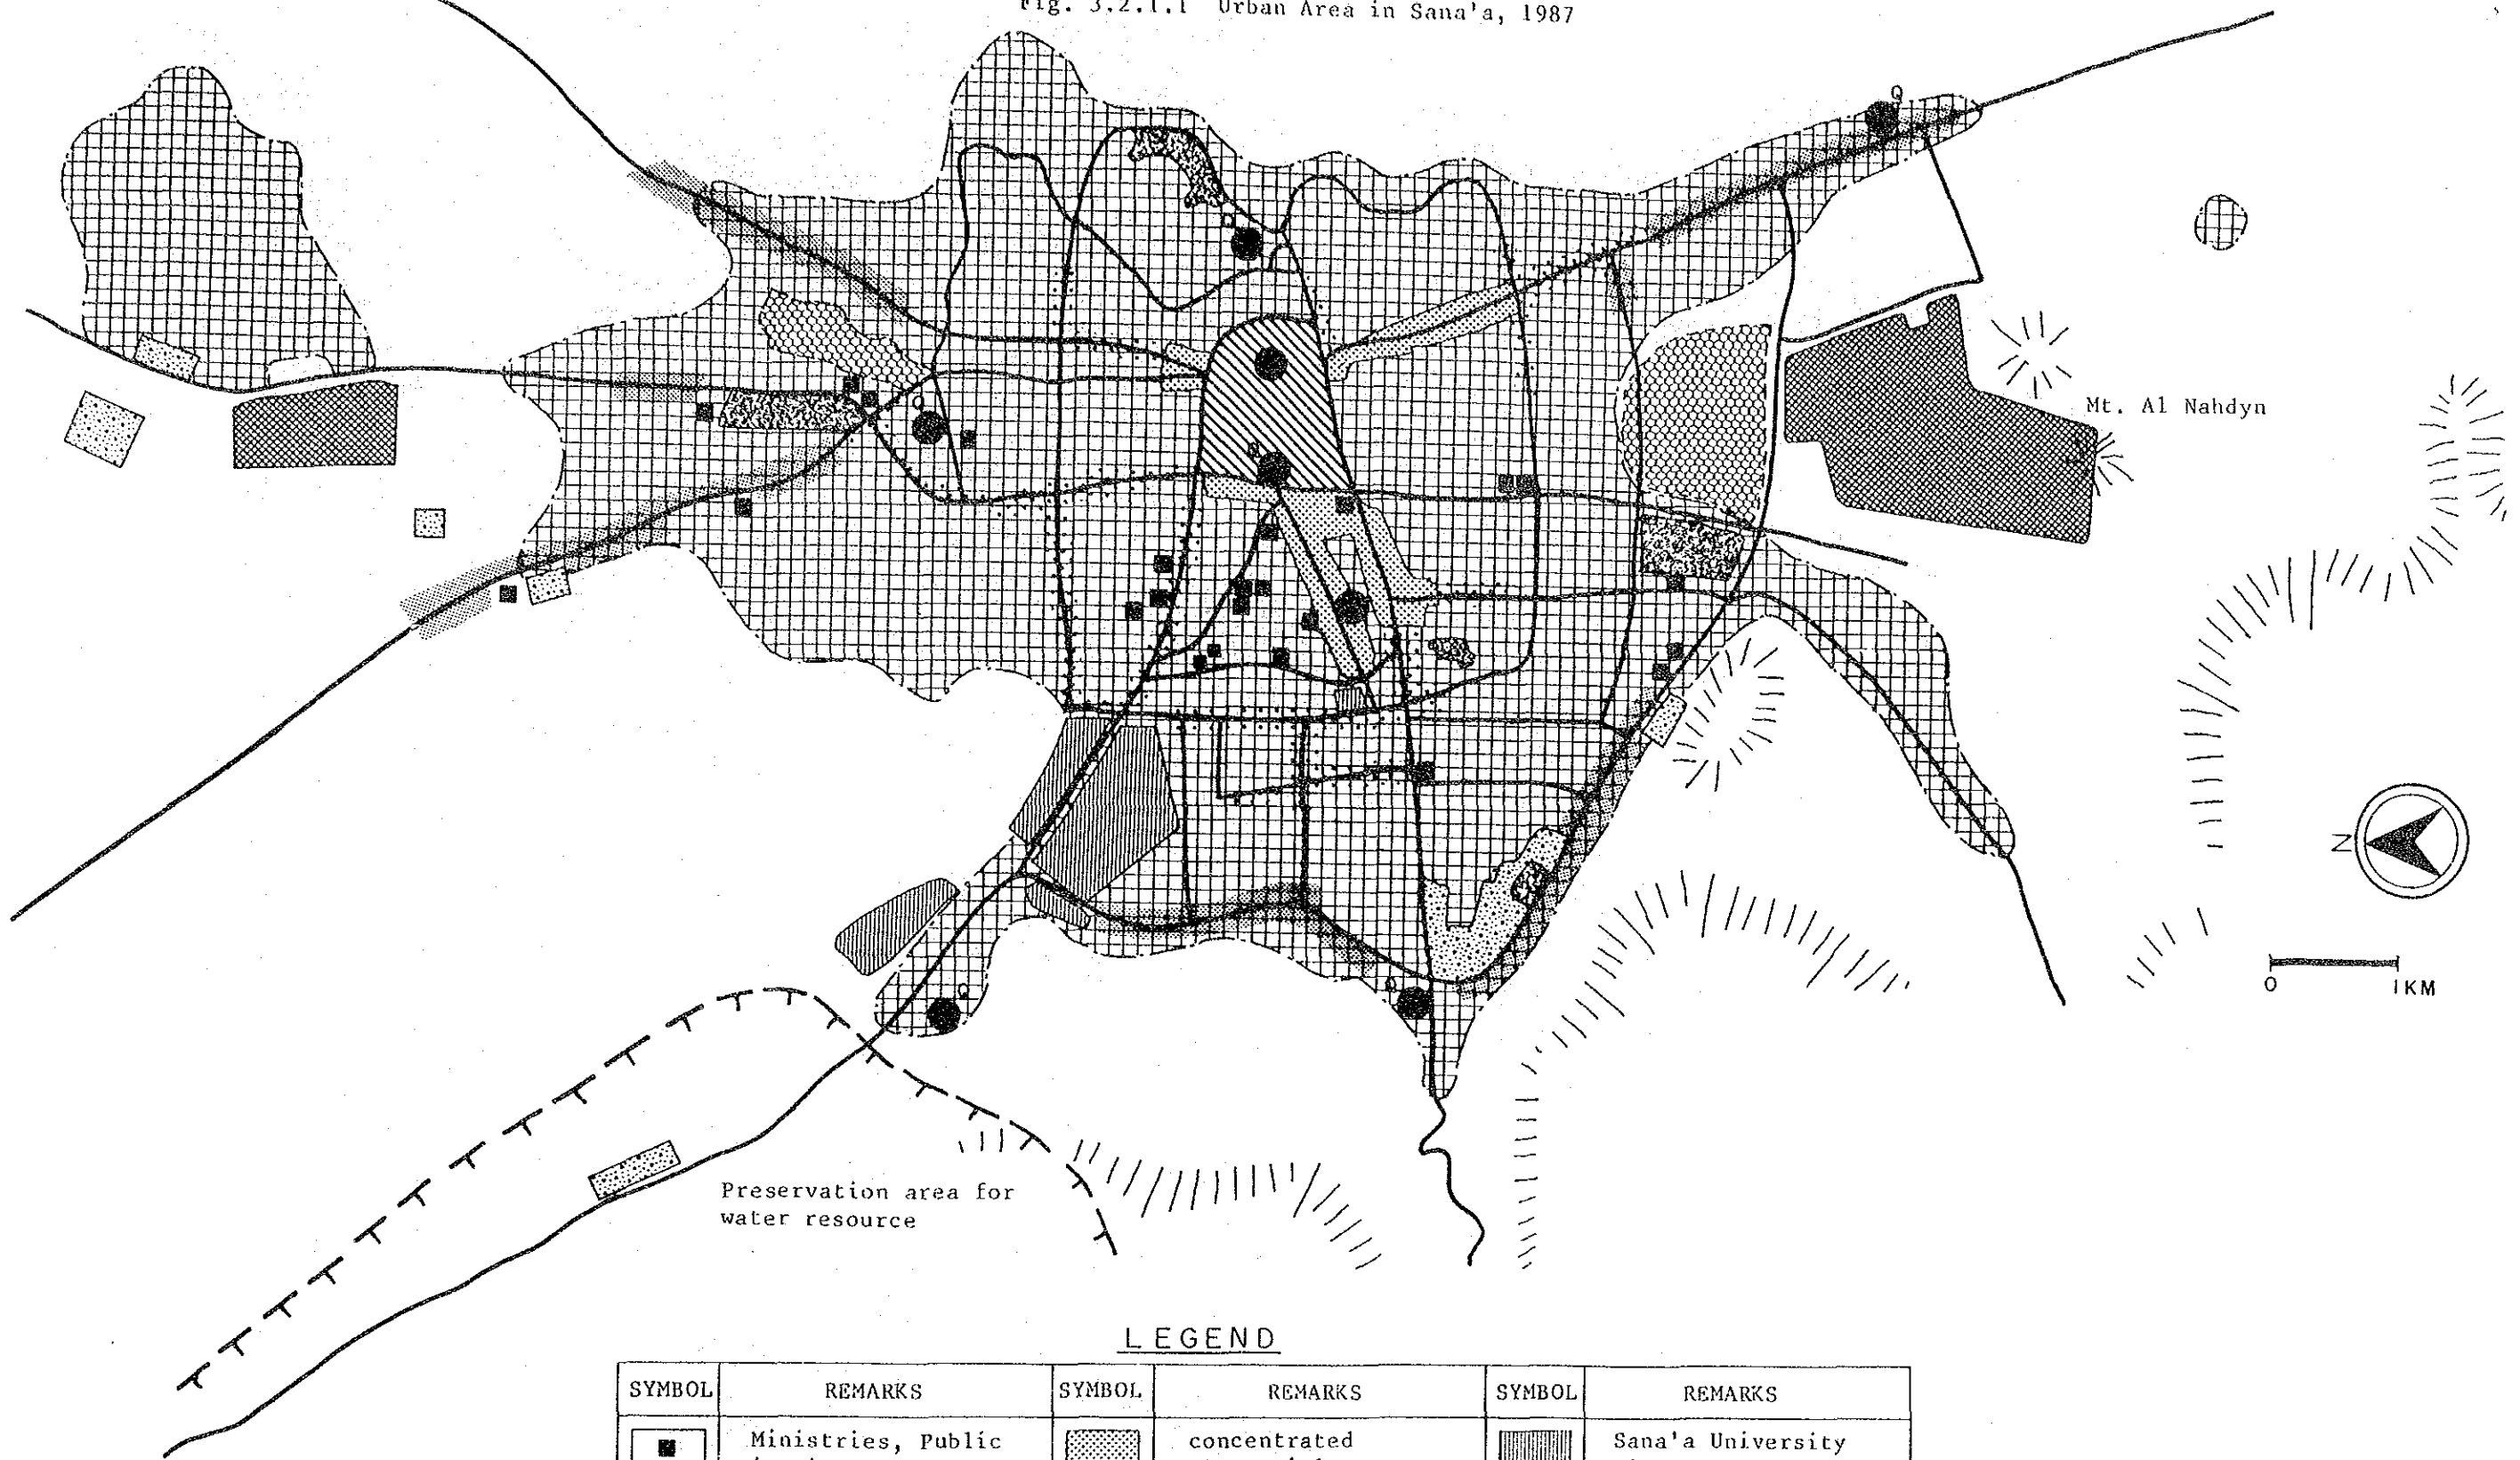 Fig. 3.2.1.1 Urban Area in Sana'a, 1987
Q
Q
Q
Q
Q
Q
Mt. Al Nahdyn
N
0 1KM
Preservation area for
water resource
LEGEND
SYMBOL REMARKS SYMBOL REMARKS SYMBOL REMARKS
Ministries, Public concentrated Sana'a University